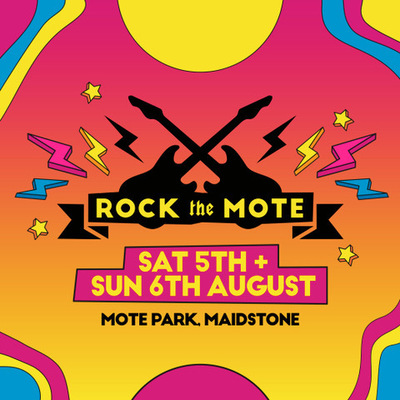 ROCK the MOTE
SAT 5TH +
SUN 6TH AUGUST
MOTE PARK, MAIDSTONE